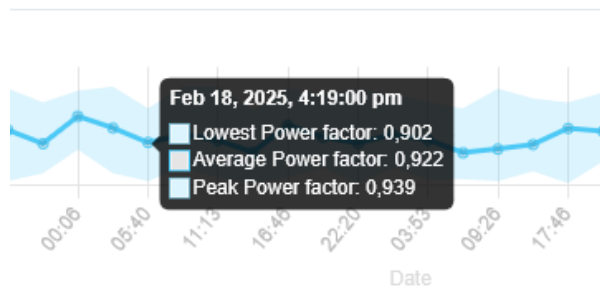 Feb 18, 2025, 4:19:00 pm
Lowest Power factor: 0,902
Average Power factor: 0,922
Peak Power factor: 0,939
00:06
05:40
11:13
16:46
22:20
03:53
09:26
17:46
Date